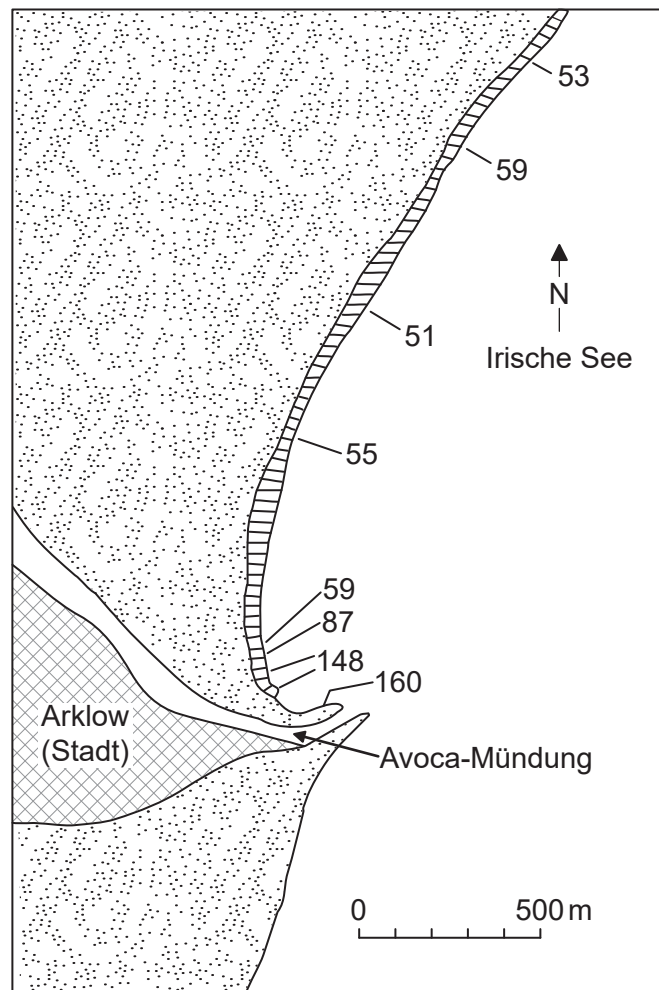 53
59
N
51
Irische See
55
59
87
148
160
Arklow
(Stadt)
Avoca-Mündung
0 500 m